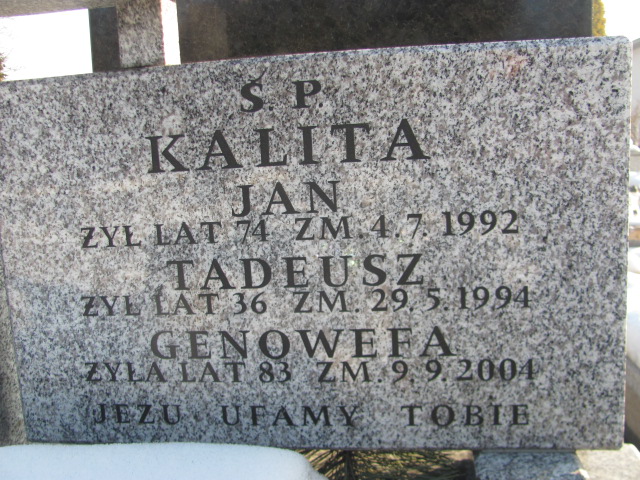 Ś. P.
KALITA
JAN
ŻYŁ LAT 74 ZM. 4.7.1992
TADEUSZ
ŻYŁ LAT 36 ZM. 29.5.1994
GENOWEFA
ŻYŁA LAT 83 ZM. 9.9.2004
JEZU UFAMY TOBIE